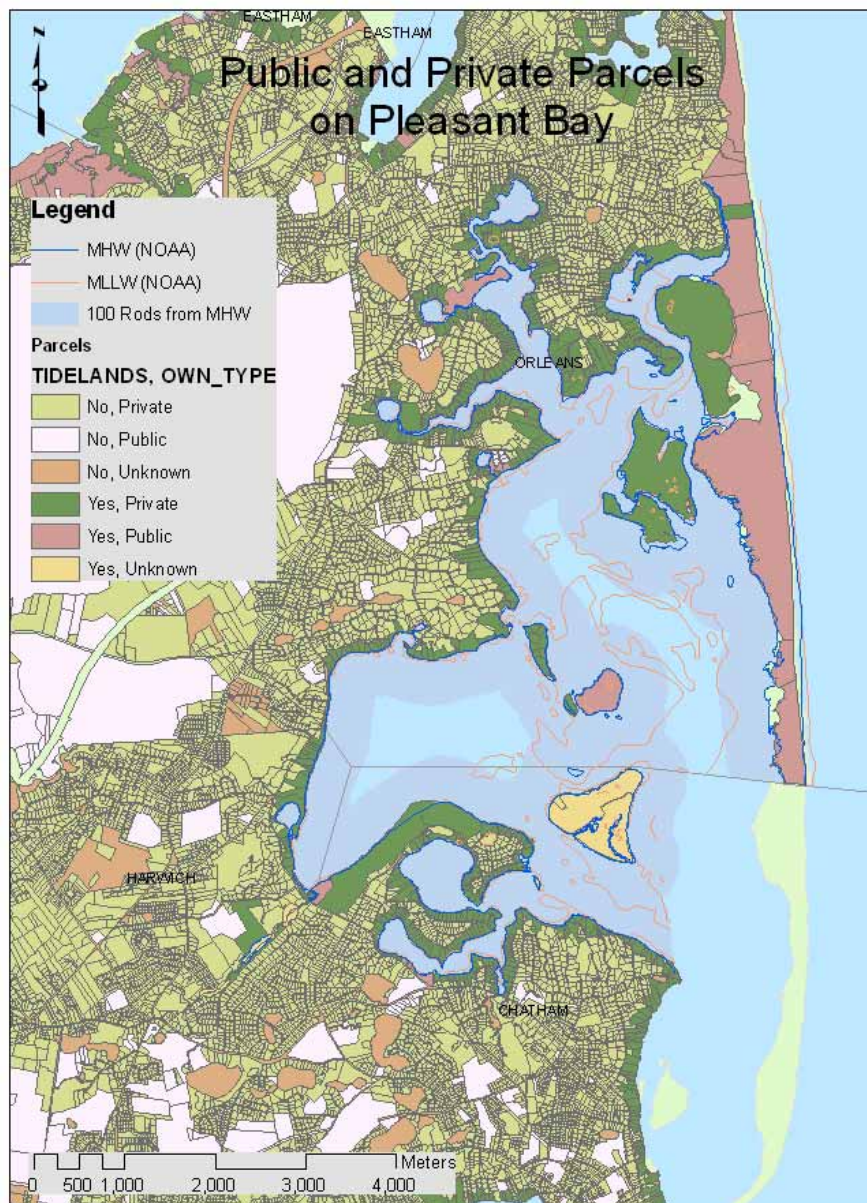 EASTHAM
EASTHAM
N
Public and Private Parcels
on Pleasant Bay
Legend
MHW (NOAA)
MLLW (NOAA)
100 Rods from MHW
Parcels
TIDELANDS, OWN_TYPE
No, Private
No, Public
No, Unknown
Yes, Private
Yes, Public
Yes, Unknown
ORLEANS
HARWICH
CHATHAM
Meters
0 500 1,000 2,000 3,000 4,000